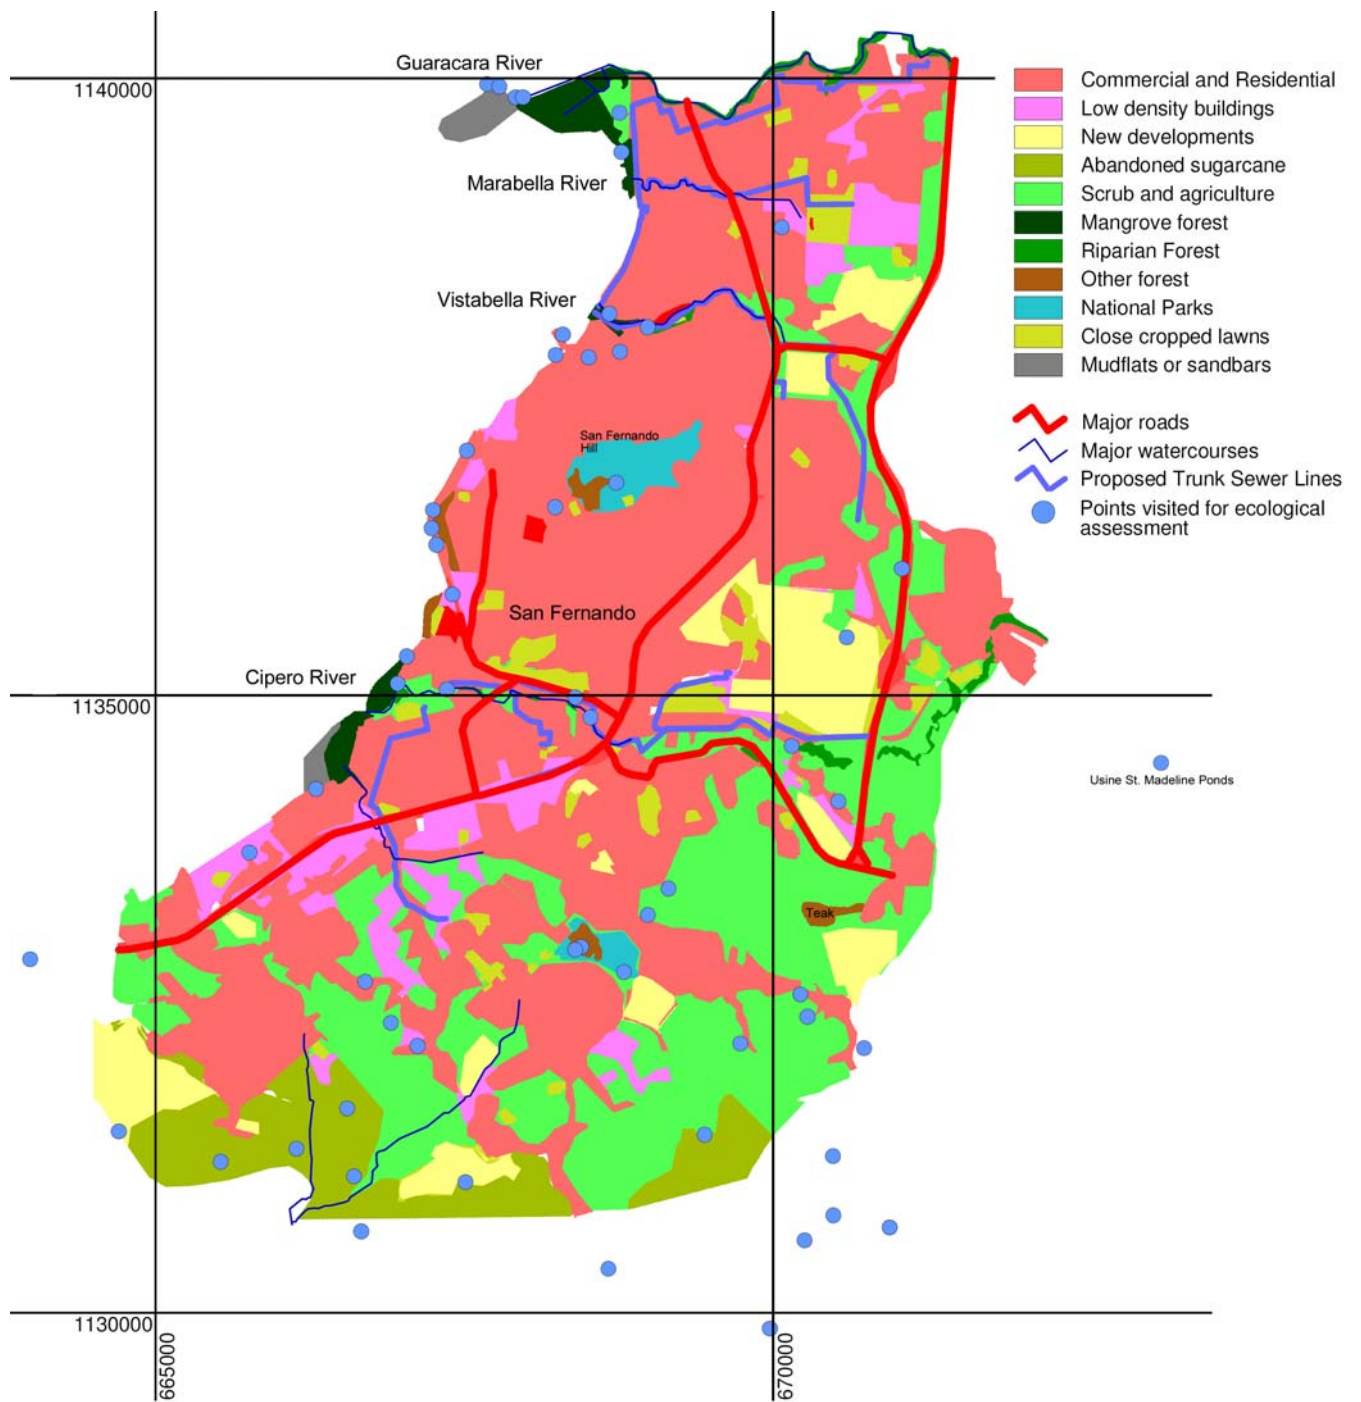 Guaracara River
1140000
Marabella River
Vistabella River
San Fernando
Hill
San Fernando
Cipero River
1135000
Usine St. Madeline Ponds
Teak
1130000
665000
670000
Commercial and Residential
Low density buildings
New developments
Abandoned sugarcane
Scrub and agriculture
Mangrove forest
Riparian Forest
Other forest
National Parks
Close cropped lawns
Mudflats or sandbars
Major roads
Major watercourses
Proposed Trunk Sewer Lines
Points visited for ecological
assessment